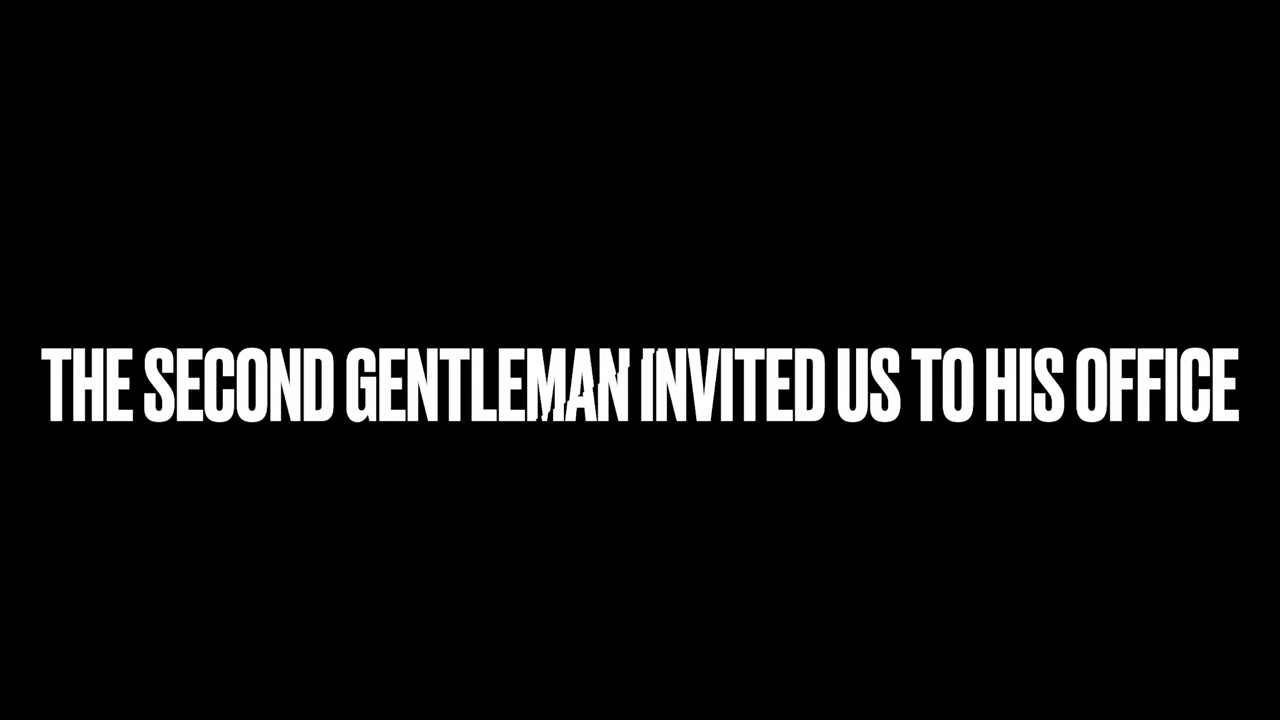 THE SECOND GENTLEMAN INVITED US TO HIS OFFICE